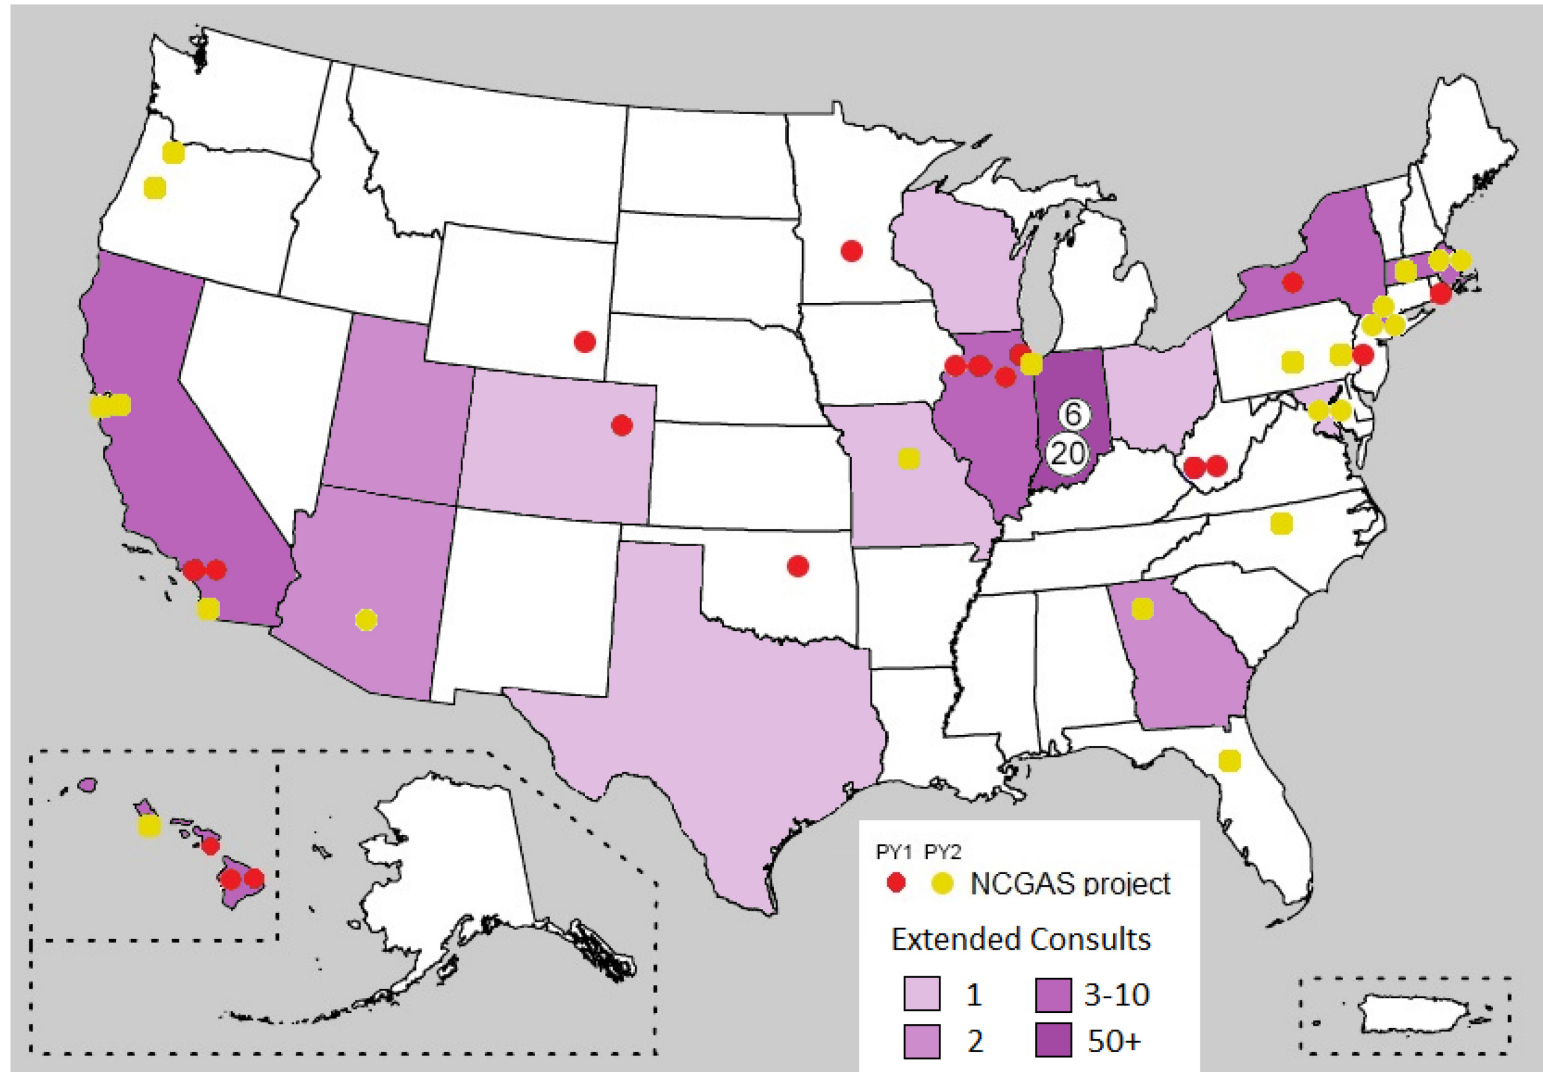 6
20
PY1 PY2
NCGAS project
Extended Consults
1 3-10
2 50+